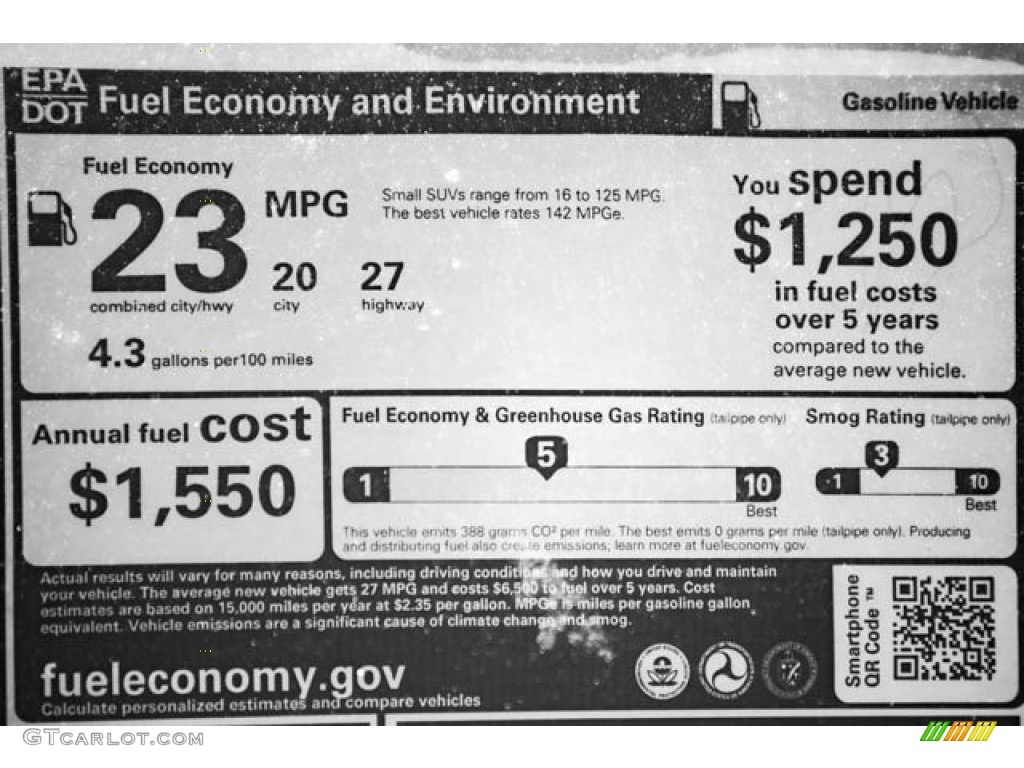 EPA
DOT
Fuel Economy and Environment
Gasoline Vehicle
Fuel Economy
23
MPG
combined city/hwy
20
city
27
highway
4.3 gallons per100 miles
Small SUVs range from 16 to 125 MPG.
The best vehicle rates 142 MPGe.
You spend
$1,250
in fuel costs
over 5 years
compared to the
average new vehicle.
Annual fuel cost
$1,550
Fuel Economy & Greenhouse Gas Rating (tailpipe only)
5
1
10
Best
Smog Rating (tailpipe only)
3
1
10
Best
This vehicle emits 388 grams CO² per mile. The best emits 0 grams per mile (tailpipe only). Producing
and distributing fuel also create emissions; learn more at fueleconomy.gov.
Actual results will vary for many reasons, including driving conditions and how you drive and maintain
your vehicle. The average new vehicle gets 27 MPG and costs $6,500 to fuel over 5 years. Cost
estimates are based on 15,000 miles per year at $2.35 per gallon. MPGe is miles per gasoline gallon
equivalent. Vehicle emissions are a significant cause of climate change and smog.
fueleconomy.gov
Calculate personalized estimates and compare vehicles
Smartphone
QR Code ™
GTCARLOT.COM